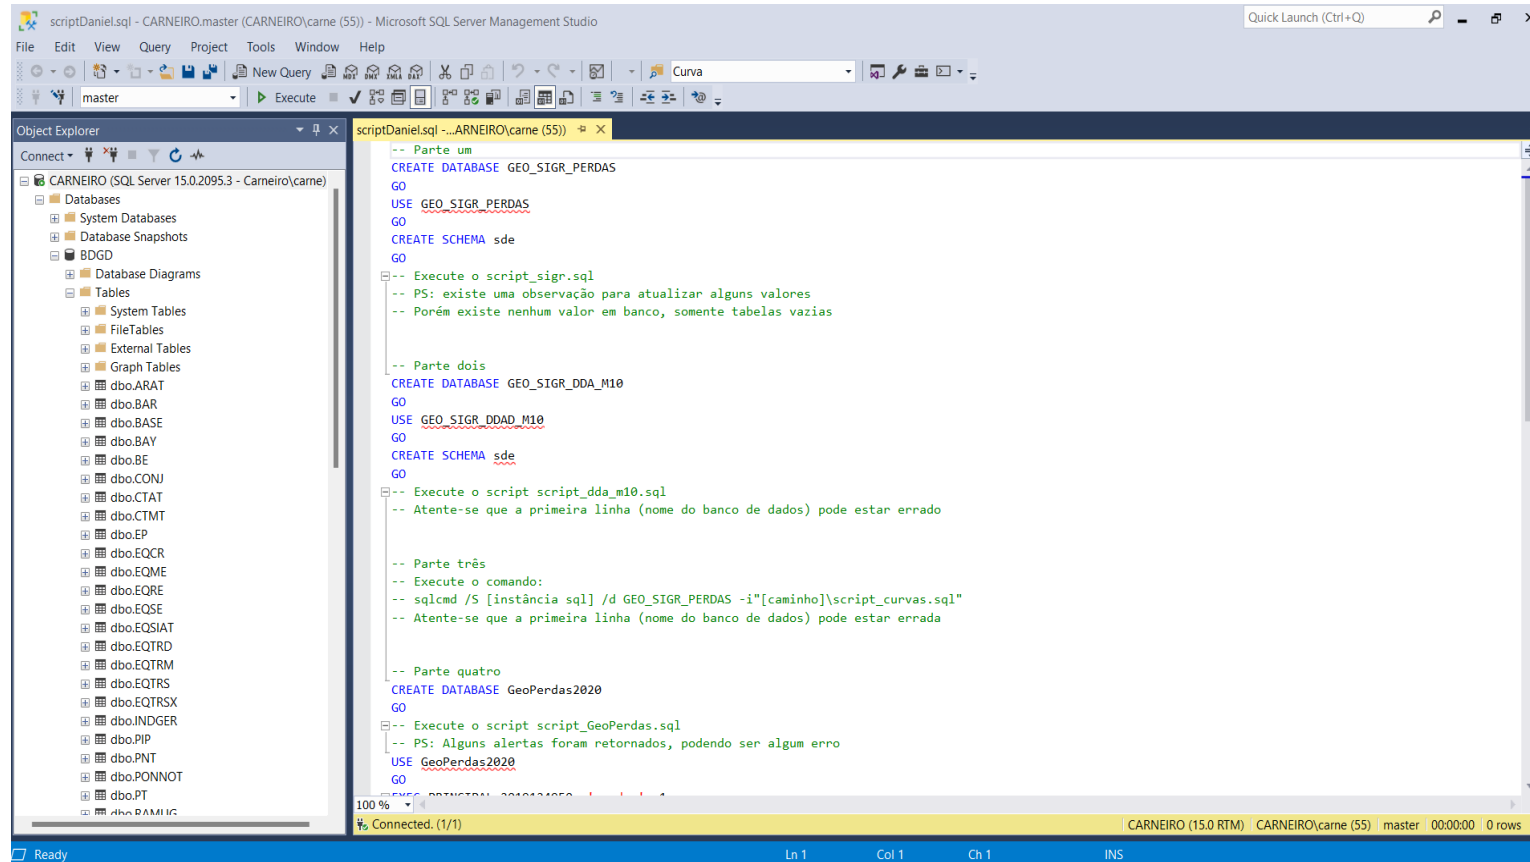 scriptDaniel.sql - CARNEIRO.master (CARNEIRO\carne (55)) - Microsoft SQL Server Management Studio
Quick Launch (Ctrl+Q)
File Edit View Query Project Tools Window Help
New Query MDX DMX XMLA DAX Curva
master Execute
Object Explorer
scriptDaniel.sql -...ARNEIRO\carne (55))
Connect
CARNEIRO (SQL Server 15.0.2095.3 - Carneiro\carne)
Databases
System Databases
Database Snapshots
BDGD
Database Diagrams
Tables
System Tables
FileTables
External Tables
Graph Tables
dbo.ARAT
dbo.BAR
dbo.BASE
dbo.BAY
dbo.BE
dbo.CONJ
dbo.CTAT
dbo.CTMT
dbo.EP
dbo.EQCR
dbo.EQME
dbo.EQRE
dbo.EQSE
dbo.EQSIAT
dbo.EQTRD
dbo.EQTRM
dbo.EQTRS
dbo.EQTRSX
dbo.INDGER
dbo.PIP
dbo.PNT
dbo.PONNOT
dbo.PT
dbo.RAMLIG
-- Parte um
CREATE DATABASE GEO_SIGR_PERDAS
GO
USE GEO_SIGR_PERDAS
GO
CREATE SCHEMA sde
GO
-- Execute o script_sigr.sql
-- PS: existe uma observação para atualizar alguns valores
-- Porém existe nenhum valor em banco, somente tabelas vazias
-- Parte dois
CREATE DATABASE GEO_SIGR_DDA_M10
GO
USE GEO_SIGR_DDAD_M10
GO
CREATE SCHEMA sde
GO
-- Execute o script script_dda_m10.sql
-- Atente-se que a primeira linha (nome do banco de dados) pode estar errado
-- Parte três
-- Execute o comando:
-- sqlcmd /S [instância sql] /d GEO_SIGR_PERDAS -i"[caminho]\script_curvas.sql"
-- Atente-se que a primeira linha (nome do banco de dados) pode estar errada
-- Parte quatro
CREATE DATABASE GeoPerdas2020
GO
-- Execute o script script_GeoPerdas.sql
-- PS: Alguns alertas foram retornados, podendo ser algum erro
USE GeoPerdas2020
GO
100 %
Connected. (1/1)
CARNEIRO (15.0 RTM) CARNEIRO\carne (55) master 00:00:00 0 rows
Ready Ln 1 Col 1 Ch 1 INS